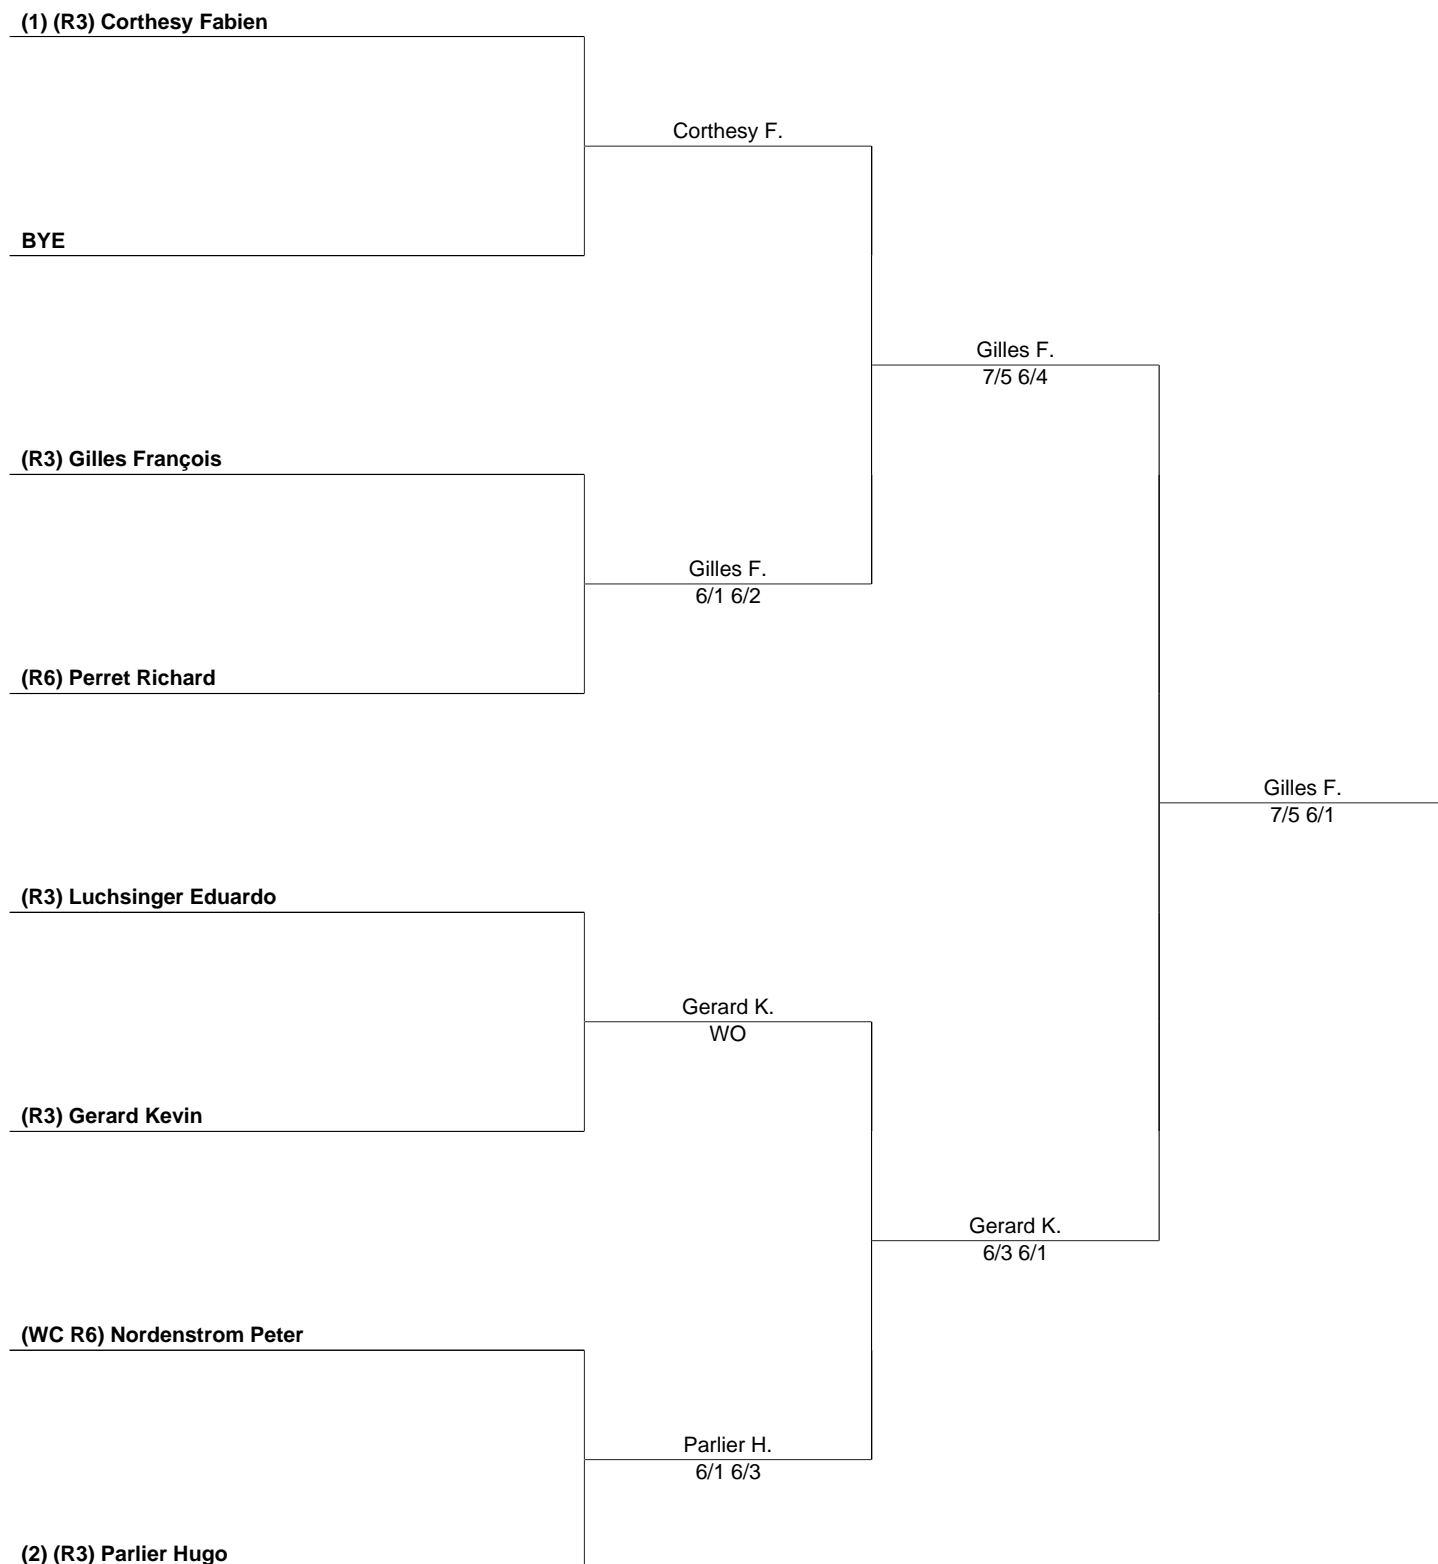 (1) (R3) Corthesy Fabien
Corthesy F.
BYE
Gilles F.
7/5 6/4
(R3) Gilles François
Gilles F.
6/1 6/2
(R6) Perret Richard
Gilles F.
7/5 6/1
(R3) Luchsinger Eduardo
Gerard K.
WO
(R3) Gerard Kevin
Gerard K.
6/3 6/1
(WC R6) Nordenstrom Peter
Parlier H.
6/1 6/3
(2) (R3) Parlier Hugo